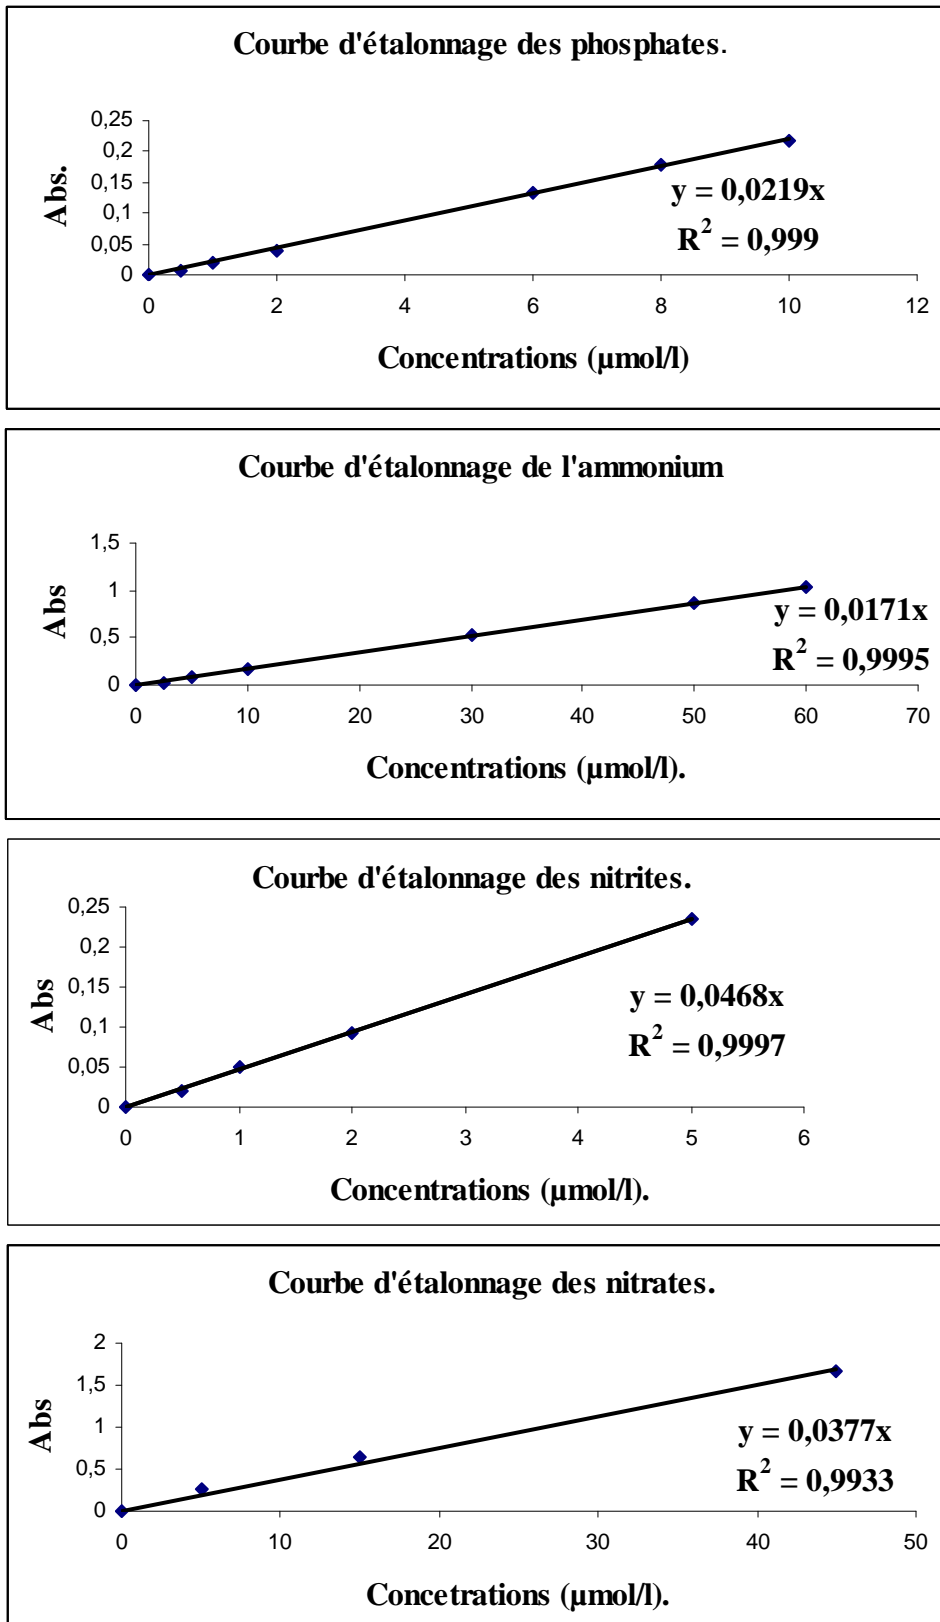 Courbe d'étalonnage des phosphates.
0,25
0,2
0,15
0,1
0,05
0
Abs.
y = 0,0219x
R² = 0,999
0 2 4 6 8 10 12
Concentrations (µmol/l)
Courbe d'étalonnage de l'ammonium
1,5
1
0,5
0
Abs
y = 0,0171x
R² = 0,9995
0 10 20 30 40 50 60 70
Concentrations (µmol/l).
Courbe d'étalonnage des nitrites.
0,25
0,2
0,15
0,1
0,05
0
Abs
y = 0,0468x
R² = 0,9997
0 1 2 3 4 5 6
Concentrations (µmol/l).
Courbe d'étalonnage des nitrates.
2
1,5
1
0,5
0
Abs
y = 0,0377x
R² = 0,9933
0 10 20 30 40 50
Concetrations (µmol/l).